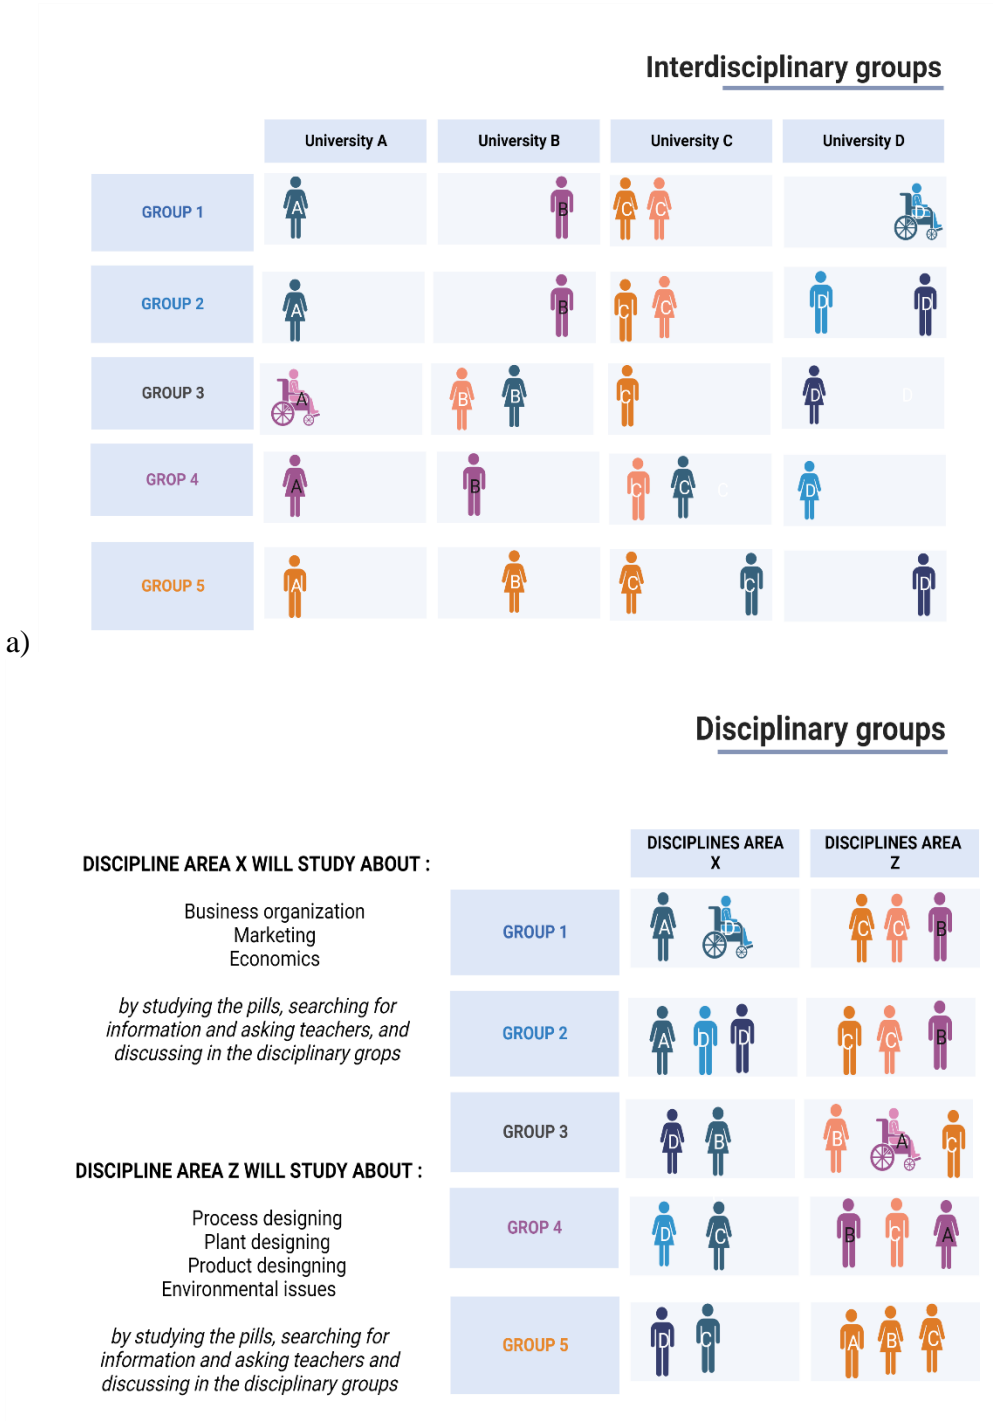 Interdisciplinary groups
University A University B University C University D
GROUP 1 A B C C D
GROUP 2 A B C C D D
GROUP 3 A B B C D D
GROP 4 A B C C C D
GROUP 5 A B C C D
a)
Disciplinary groups
DISCIPLINES AREA X DISCIPLINES AREA Z
DISCIPLINE AREA X WILL STUDY ABOUT :
Business organization
Marketing
Economics
by studying the pills, searching for
information and asking teachers, and
discussing in the disciplinary grops
GROUP 1 A D C C B
GROUP 2 A D D C C B
GROUP 3 D B B A C
DISCIPLINE AREA Z WILL STUDY ABOUT :
Process designing
Plant designing
Product desingning
Environmental issues
by studying the pills, searching for
information and asking teachers and
discussing in the disciplinary groups
GROP 4 D C B C A
GROUP 5 D C A B C